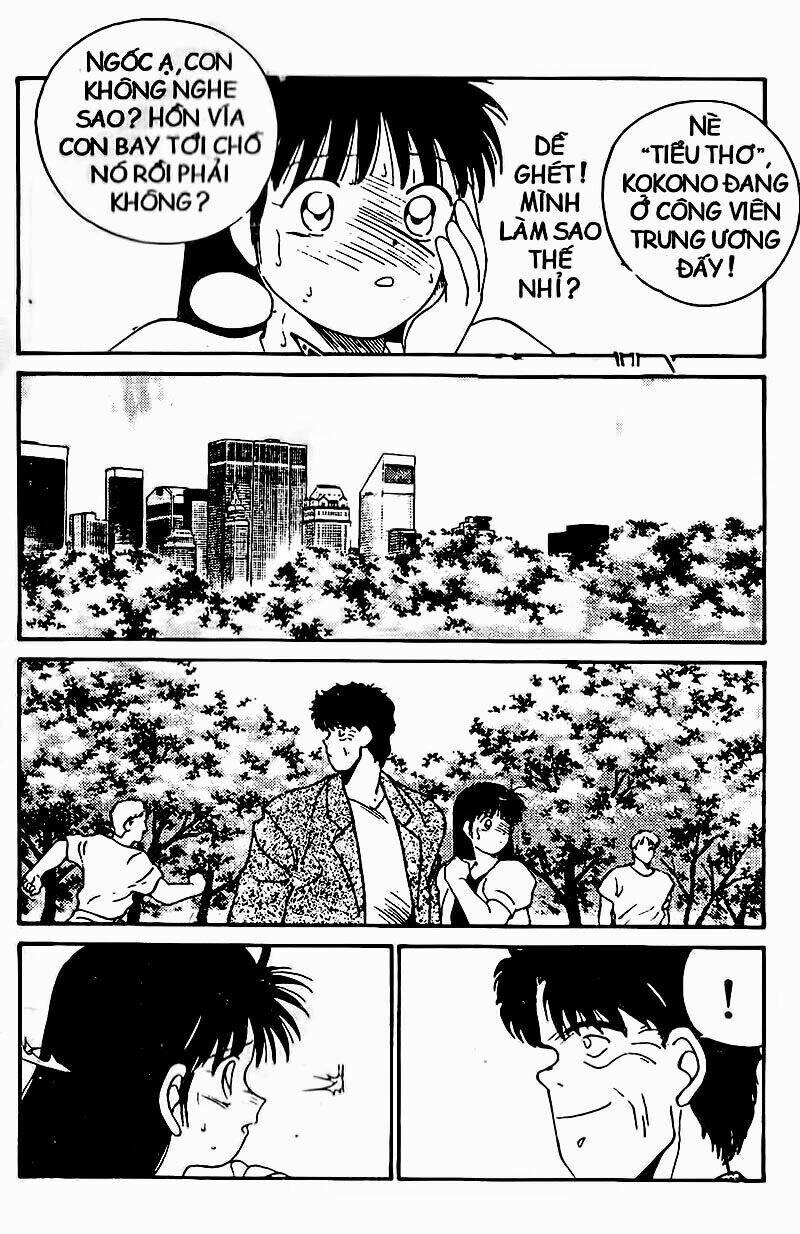 NGỐC Ạ, CON
KHÔNG NGHE
SAO? HỒN VÍA
CON BAY TỚI CHỖ
NÓ RỒI PHẢI
KHÔNG?
DỀ
GHÉT!
MÌNH
LÀM SAO
THẾ
NHỈ?
NÈ
"TIỂU THƠ",
KOKONO ĐANG
Ở CÔNG VIÊN
TRUNG ƯƠNG
ĐẤY!
!